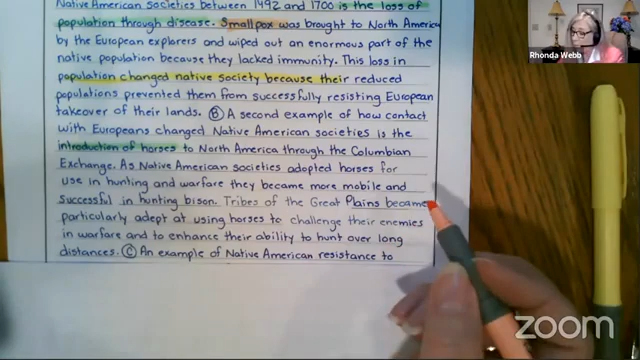 Native American societies between 1492 and 1700 is the loss of
population through disease. Smallpox was brought to North America
by the European explorers and wiped out an enormous part of the
native population because they lacked immunity. This loss in
population changed native society because their reduced
populations prevented them from successfully resisting European
takeover of their lands. Ⓑ A second example of how contact
with Europeans changed Native American societies is the
introduction of horses to North America through the Columbian
Exchange. As Native American societies adopted horses for
use in hunting and warfare they became more mobile and
successful in hunting bison. Tribes of the Great Plains became
particularly adept at using horses to challenge their enemies
in warfare and to enhance their ability to hunt over long
distances. Ⓒ An example of Native American resistance to
Rhonda Webb
zoom